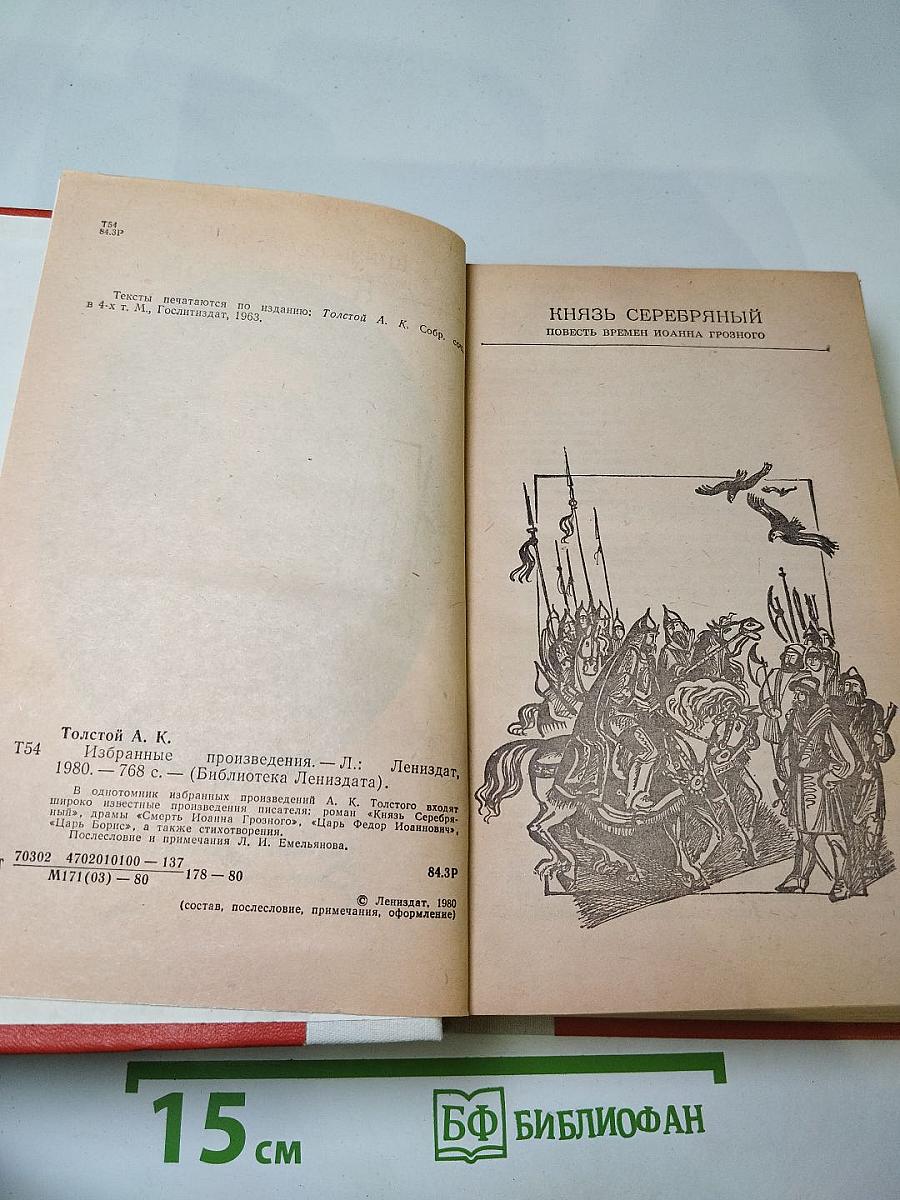 Т54
84.3Р
Тексты печатаются по изданию: Толстой А. К. Собр. соч.
в 4-х т. М., Гослитиздат, 1963.
Толстой А. К.
Т54 Избранные произведения. — Л.: Лениздат,
1980. — 768 с. — (Библиотека Лениздата).
В однотомник избранных произведений А. К. Толстого входят
широко известные произведения писателя: роман «Князь Серебря-
ный», драмы «Смерть Иоанна Грозного», «Царь Федор Иоаннович»,
«Царь Борис», а также стихотворения.
Послесловие и примечания Л. И. Емельянова.
Т 70302 4702010100 — 137
М171(03) — 80
178 — 80
84.3Р
© Лениздат, 1980
(состав, послесловие, примечания, оформление)
КНЯЗЬ СЕРЕБРЯНЫЙ
ПОВЕСТЬ ВРЕМЕН ИОАННА ГРОЗНОГО
15 см
БФ БИБЛИОФАН